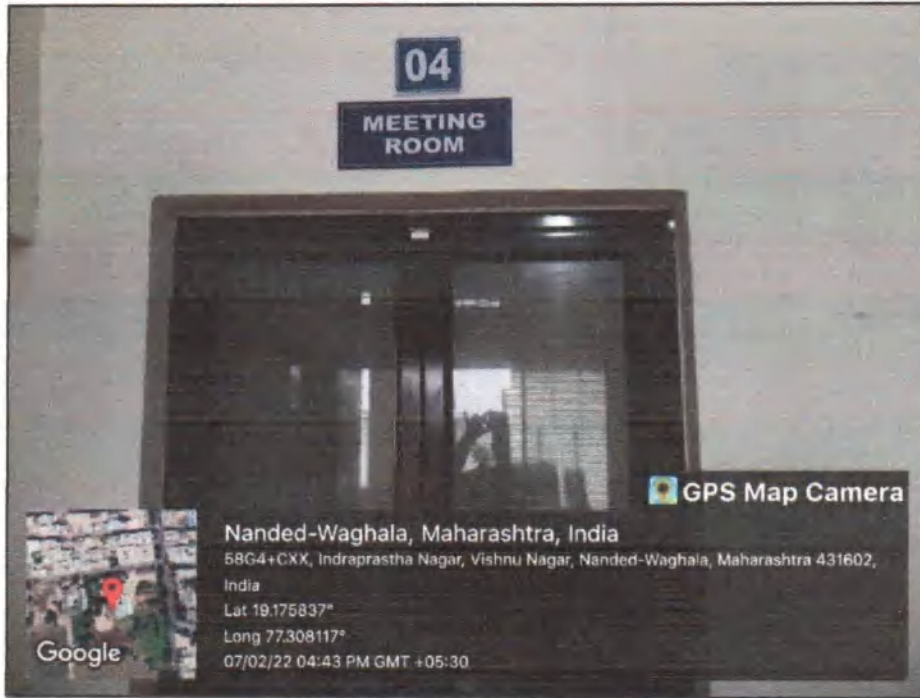 04
MEETING
ROOM
GPS Map Camera
Nanded-Waghala, Maharashtra, India
58G4+CXX, Indraprastha Nagar, Vishnu Nagar, Nanded-Waghala, Maharashtra 431602,
India
Lat 19.175837°
Long 77.308117°
07/02/22 04:43 PM GMT +05:30
Google